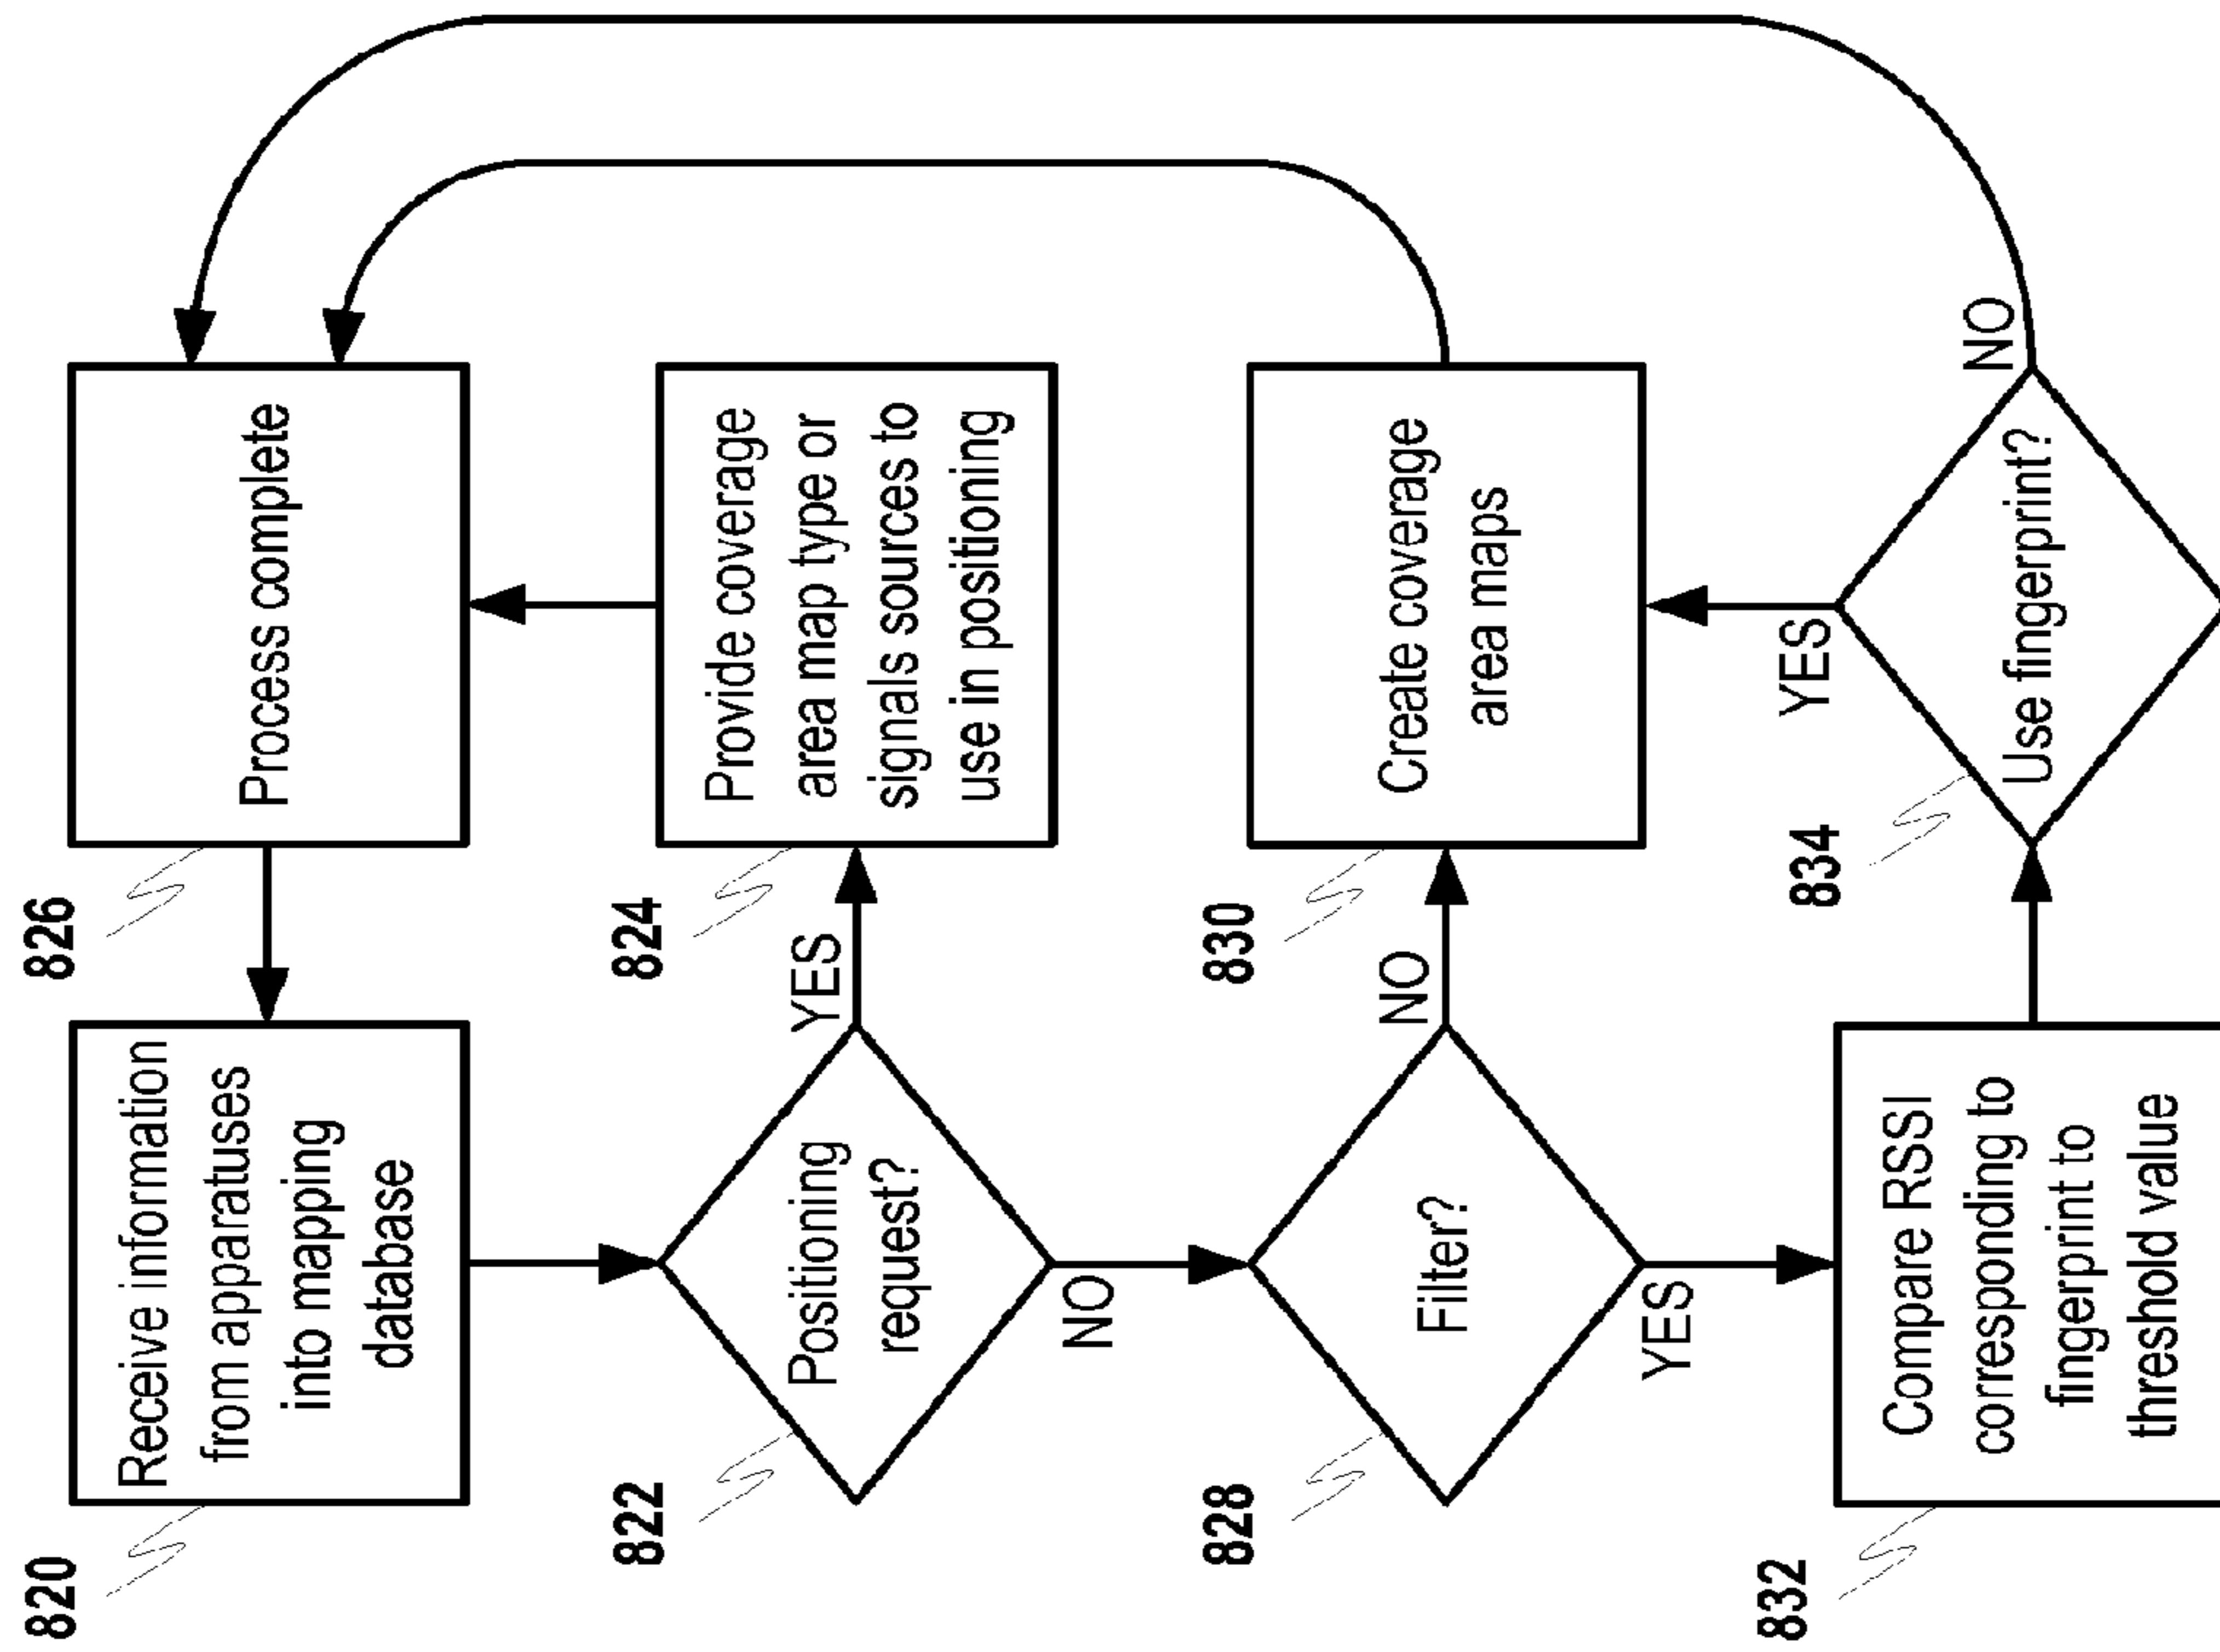 820
Receive information
from apparatuses
into mapping
database
826
Process complete
822
Positioning
request?
YES
NO
824
Provide coverage
area map type or
signals sources to
use in positioning
828
Filter?
NO
YES
830
Create coverage
area maps
832
Compare RSSI
corresponding to
fingerprint to
threshold value
834
Use fingerprint?
YES
NO